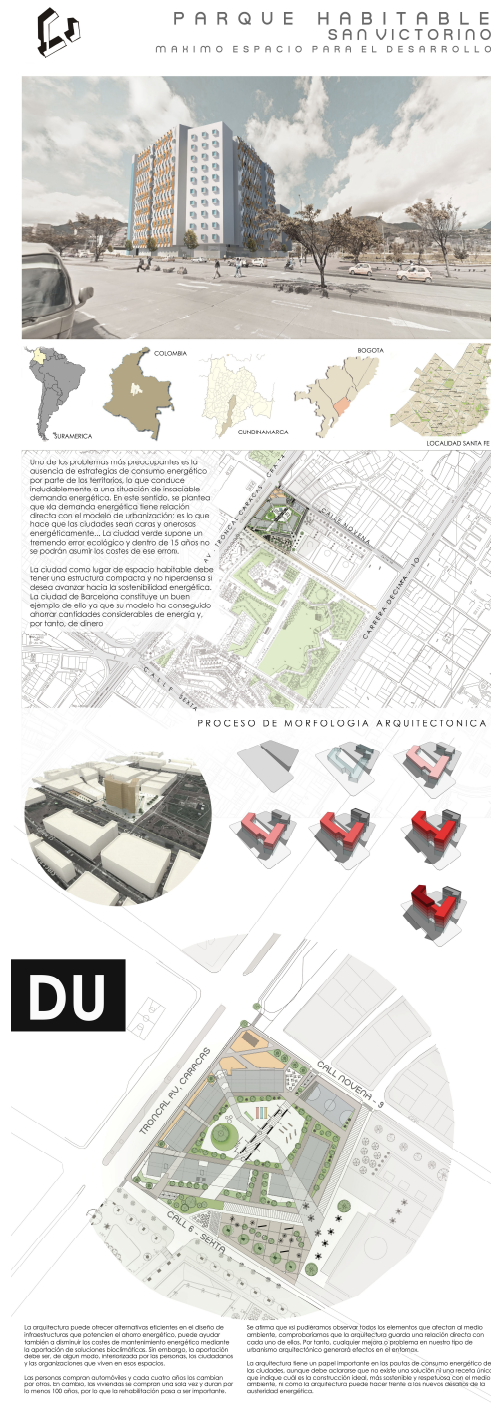 PARQUE HABITABLE
SAN VICTORINO
MAXIMO ESPACIO PARA EL DESARROLLO
SURAMERICA
COLOMBIA
CUNDINAMARCA
BOGOTA
LOCALIDAD SANTA FE
Uno de los problemas más preocupantes es la
ausencia de estrategias de consumo energético
por parte de los territorios, lo que conduce
indudablemente a una situación de insaciable
demanda energética. En este sentido, se plantea
que «la demanda energética tiene relación
directa con el modelo de urbanización: es lo que
hace que las ciudades sean caras y onerosas
energéticamente... La ciudad verde supone un
tremendo error ecológico y dentro de 15 años no
se podrán asumir los costes de ese error».
La ciudad como lugar de espacio habitable debe
tener una estructura compacta y no hiperdensa si
desea avanzar hacia la sostenibilidad energética.
La ciudad de Barcelona constituye un buen
ejemplo de ello ya que su modelo ha conseguido
ahorrar cantidades considerables de energía y,
por tanto, de dinero
AV. TRONCAL CARACAS - CRA 14
CALLE NOVENA
CARRERA DECIMA - 10
CALLE SEXTA
PROCESO DE MORFOLOGIA ARQUITECTONICA
DU
TRONCAL AV. CARACAS
CALL NOVENA - 9
CALL 6 - SEXTA
La arquitectura puede ofrecer alternativas eficientes en el diseño de
infraestructuras que potencien el ahorro energético, puede ayudar
también a disminuir los costes de mantenimiento energético mediante
la aportación de soluciones bioclimáticas. Sin embargo, la aportación
debe ser, de algún modo, interiorizada por las personas, los ciudadanos
y las organizaciones que viven en esos espacios.
Las personas compran automóviles y cada cuatro años los cambian
por otros. En cambio, las viviendas se compran una sola vez y duran por
lo menos 100 años, por lo que la rehabilitación pasa a ser importante.
Se afirma que «si pudiéramos observar todos los elementos que afectan al medio
ambiente, comprobaríamos que la arquitectura guarda una relación directa con
cada uno de ellos. Por tanto, cualquier mejora o problema en nuestro tipo de
urbanismo arquitectónico generará efectos en el entorno».
La arquitectura tiene un papel importante en las pautas de consumo energético de
las ciudades, aunque debe aclararse que no existe una solución ni una receta única
que indique cuál es la construcción ideal, más sostenible y respetuosa con el medio
ambiente, ni cómo la arquitectura puede hacer frente a los nuevos desafíos de la
austeridad energética.